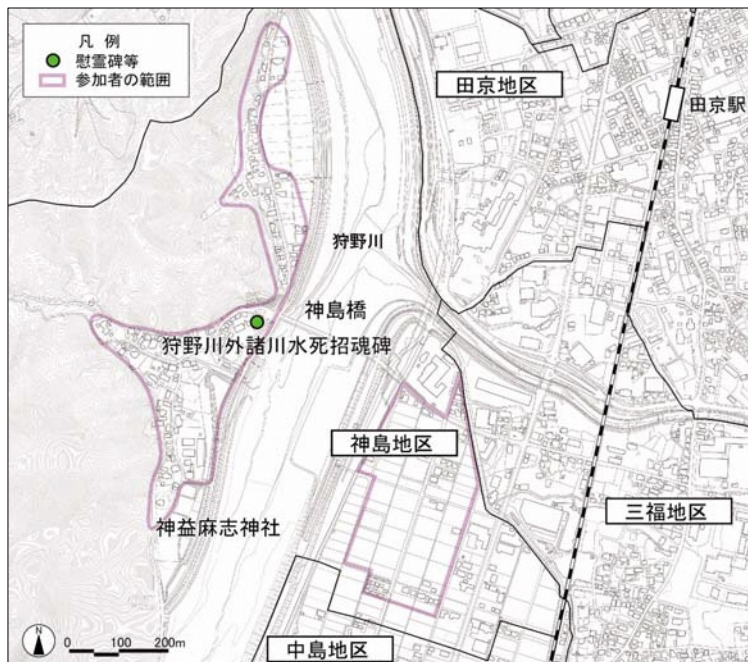 凡 例
慰霊碑等
参加者の範囲
田京地区
田京駅
狩野川
神島橋
狩野川外諸川水死招魂碑
神島地区
三福地区
神益麻志神社
中島地区
N
0 100 200m